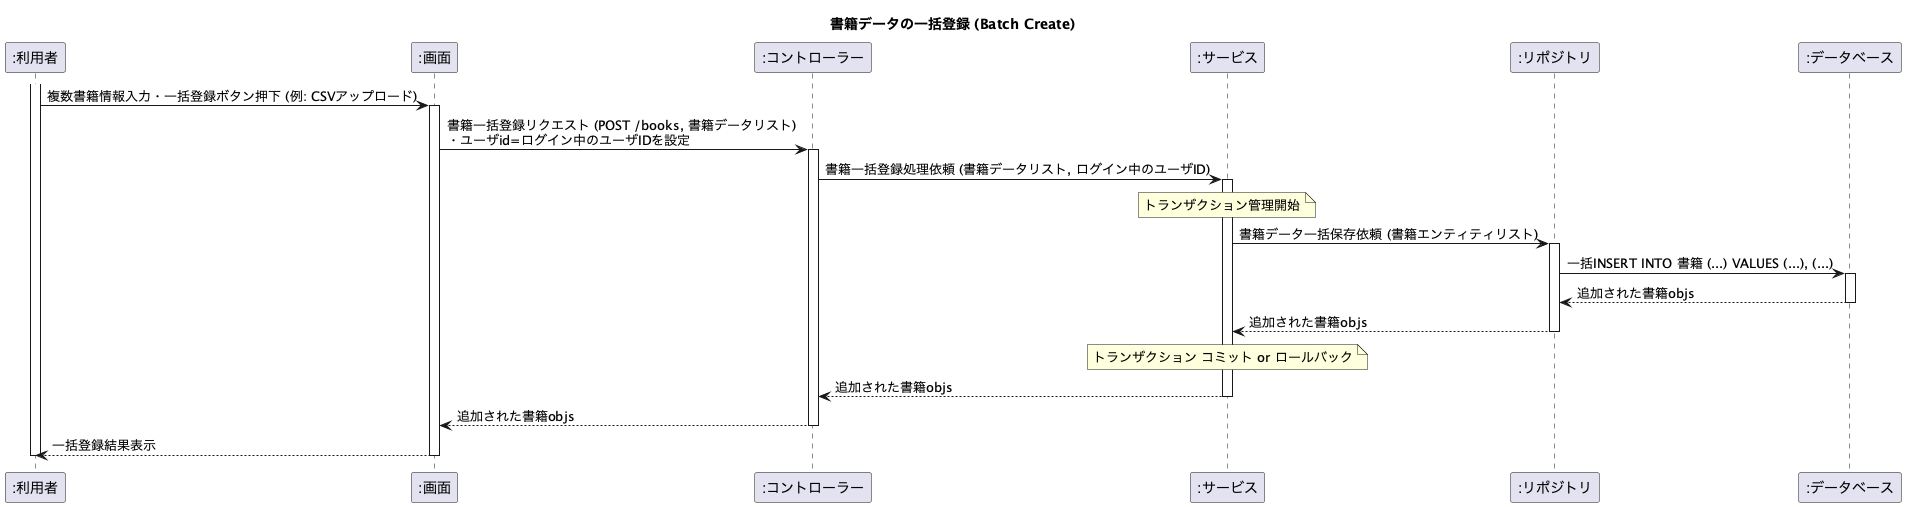 書籍データの一括登録 (Batch Create)
:利用者
:画面
:コントローラー
:サービス
:リポジトリ
:データベース
複数書籍情報入力・一括登録ボタン押下 (例: CSVアップロード)
書籍一括登録リクエスト (POST /books, 書籍データリスト)
・ユーザid=ログイン中のユーザIDを設定
書籍一括登録処理依頼 (書籍データリスト, ログイン中のユーザID)
トランザクション管理開始
書籍データ一括保存依頼 (書籍エンティティリスト)
一括INSERT INTO 書籍 (...) VALUES (...), (...)
追加された書籍objs
追加された書籍objs
トランザクション コミット or ロールバック
追加された書籍objs
追加された書籍objs
一括登録結果表示
:利用者
:画面
:コントローラー
:サービス
:リポジトリ
:データベース